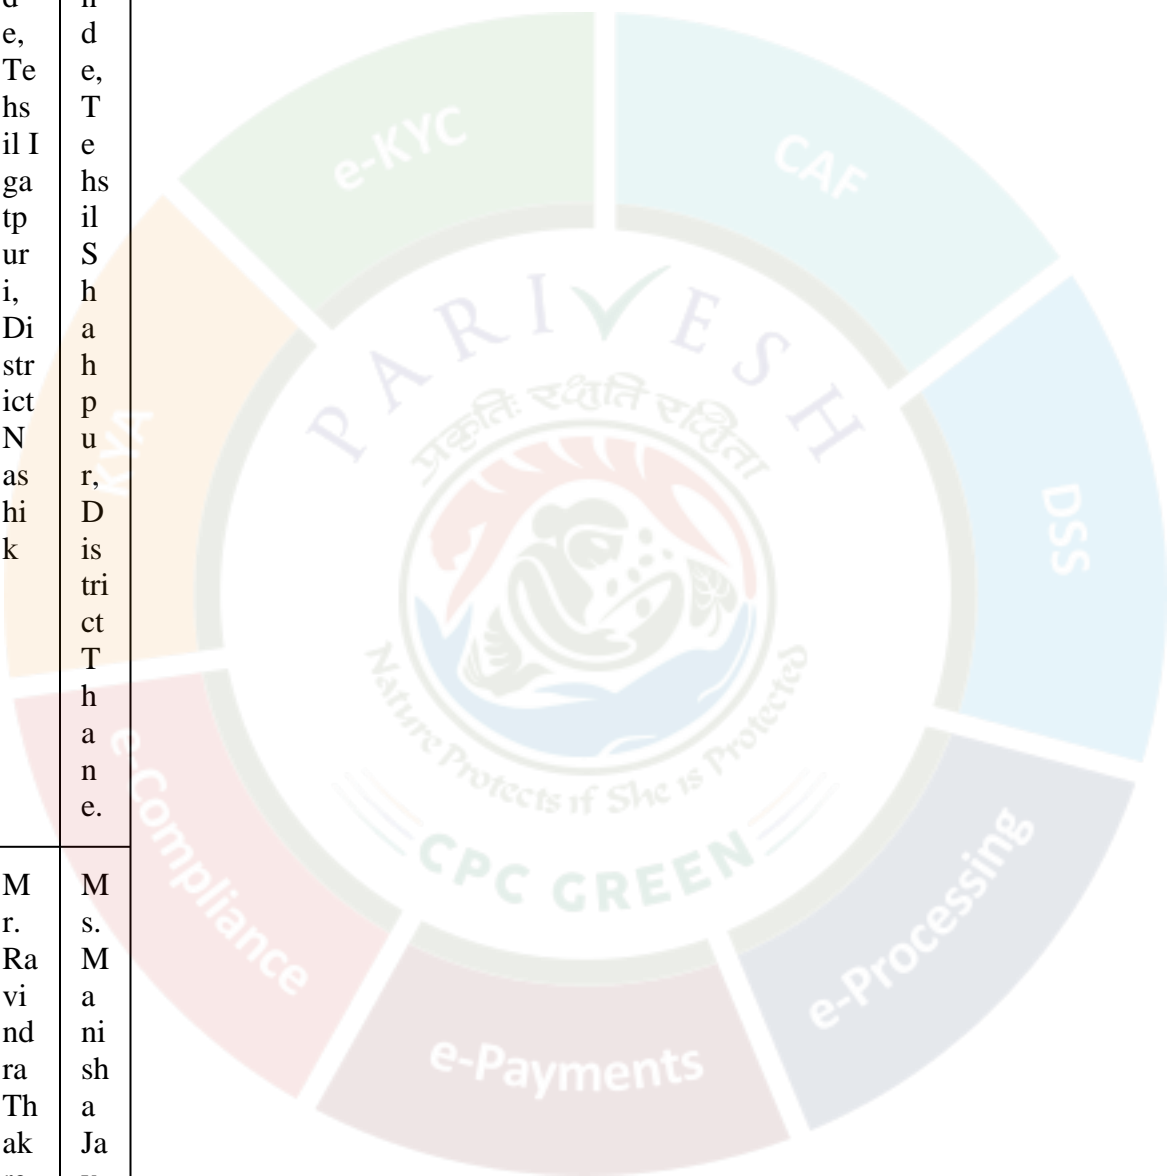 e,
Te
hs
il I
ga
tp
ur
i,
Di
str
ict
N
as
hi
k
d
e,
T
e
hs
il
S
h
a
h
p
u
r,
D
is
tri
ct
T
h
a
n
e.
M
r.
Ra
vi
nd
ra
Th
ak
M
s.
M
a
ni
sh
a
Ja
e-KYC
CAF
DSS
e-Processing
e-Payments
e-Compliance
KYA
PARIVESH
प्रकृतिः रक्षति रक्षिता
Nature Protects if She is Protected
CPC GREEN